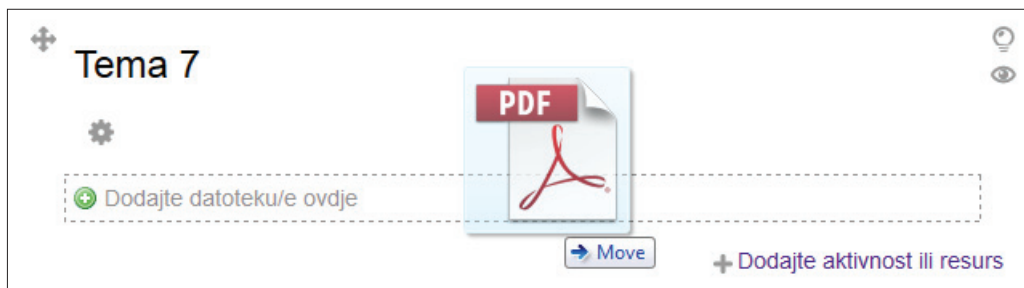 Tema 7
PDF
Dodajte datoteku/e ovdje
Move
Dodajte aktivnost ili resurs